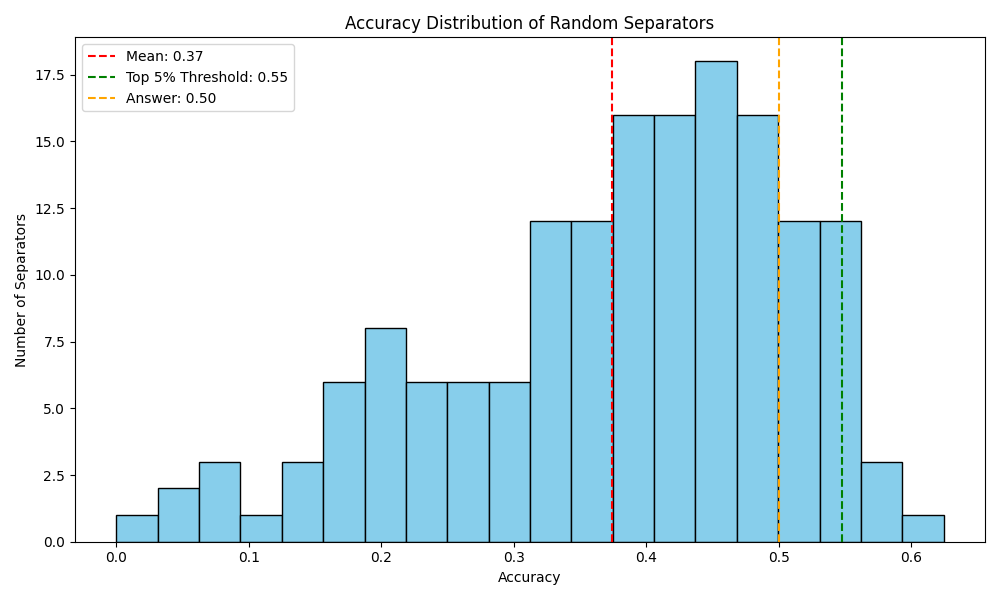 Accuracy Distribution of Random Separators
Mean: 0.37
Top 5% Threshold: 0.55
Answer: 0.50
17.5
15.0
12.5
10.0
7.5
5.0
2.5
0.0
Number of Separators
0.0 0.1 0.2 0.3 0.4 0.5 0.6
Accuracy